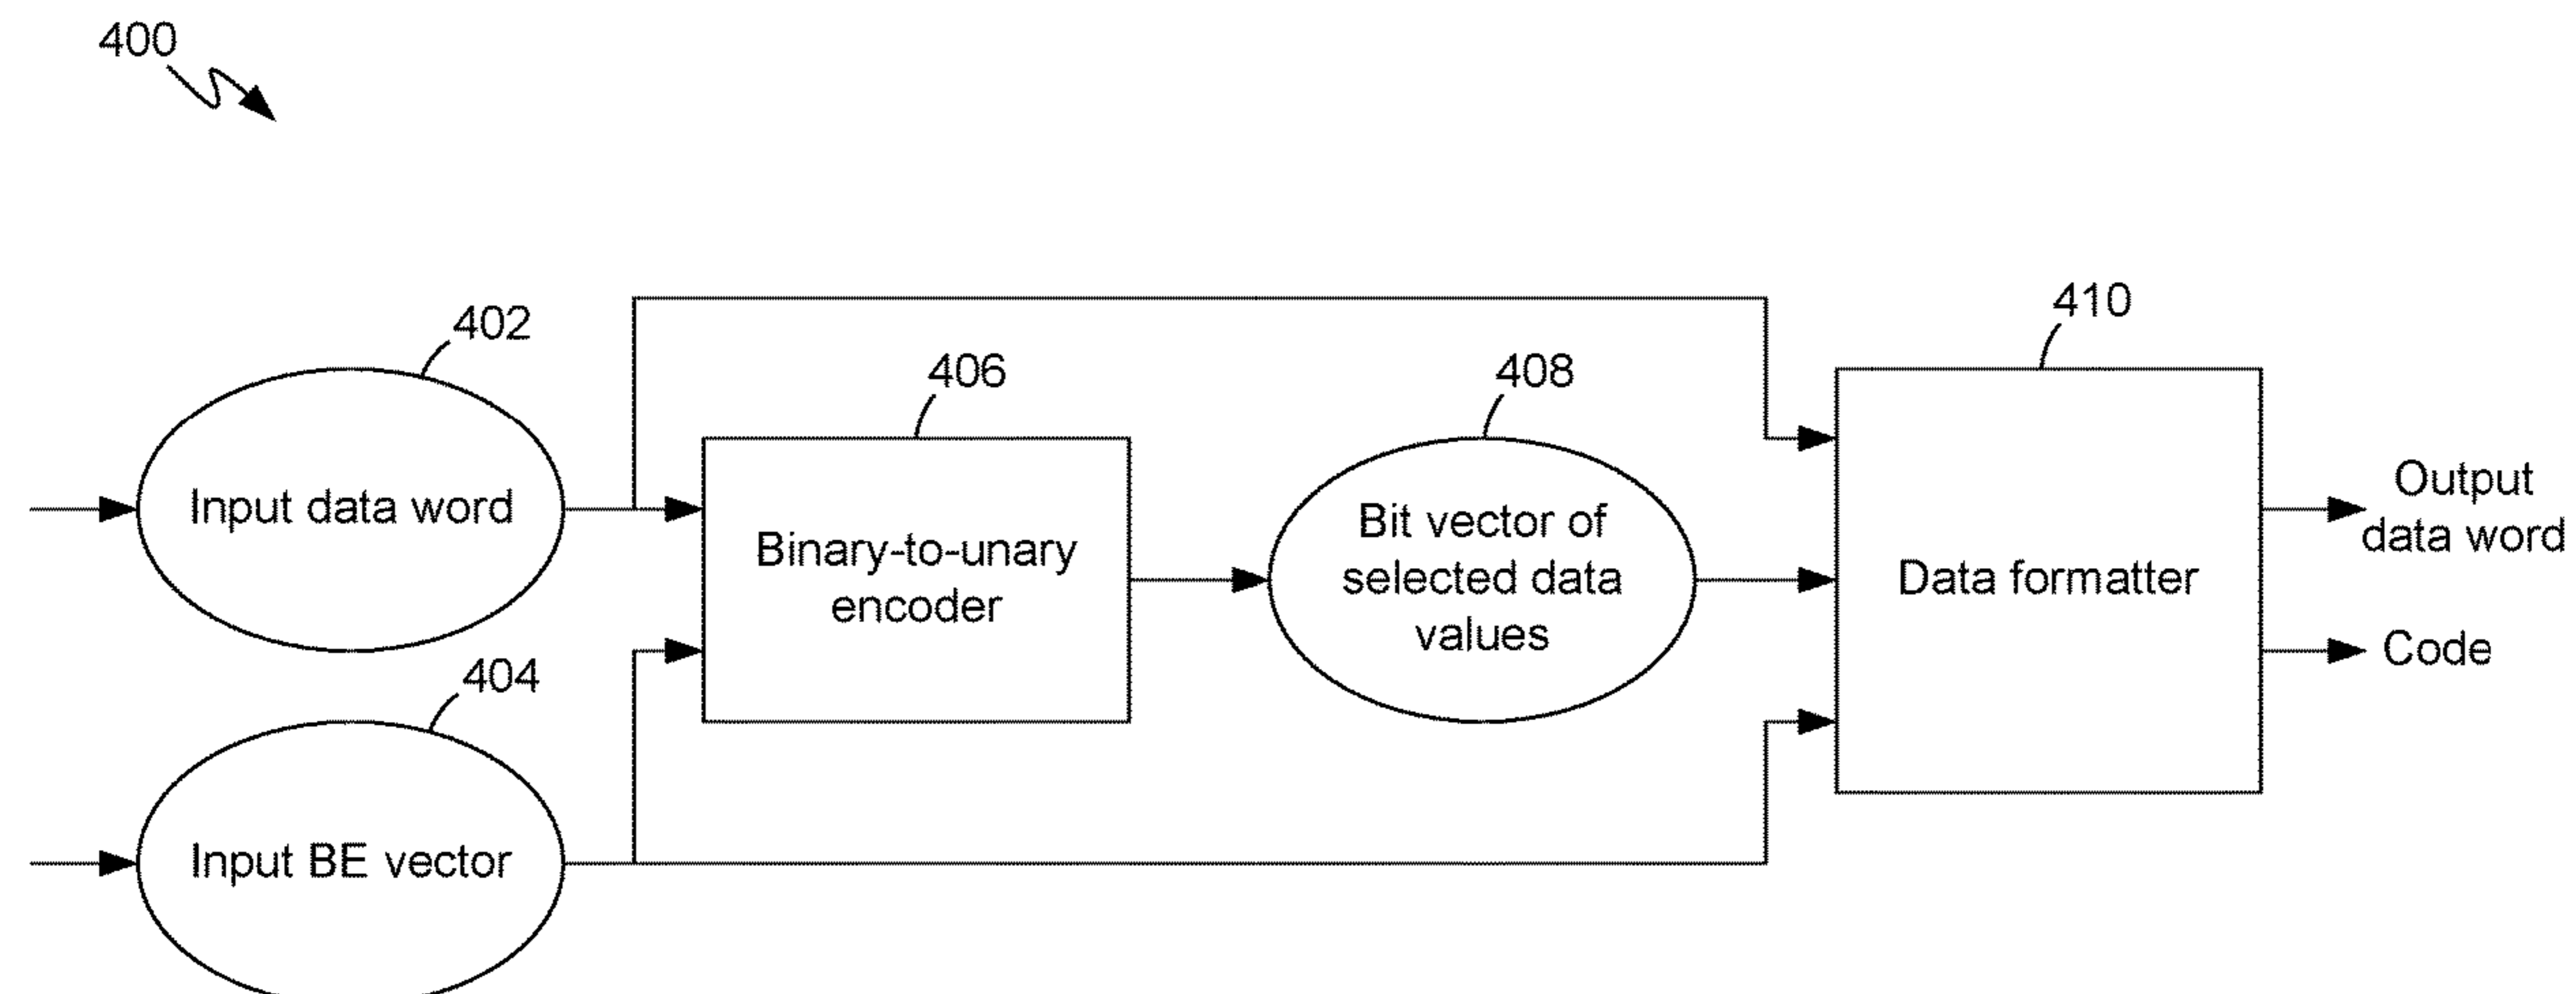 400
402
Input data word
404
Input BE vector
406
Binary-to-unary
encoder
408
Bit vector of
selected data
values
410
Data formatter
Output
data word
Code